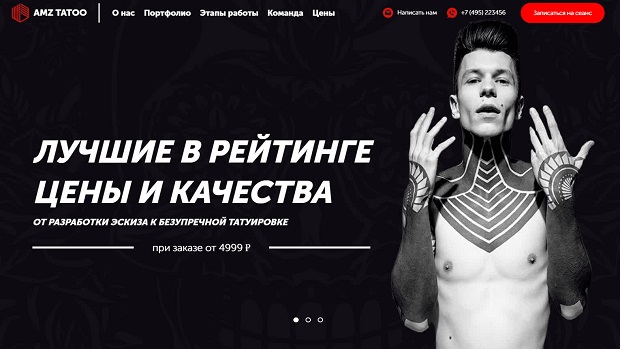 AMZ TATOO
О нас Портфолио Этапы работы Команда Цены
Написать нам
+7 (495) 223456
Записаться на сеанс
ЛУЧШИЕ В РЕЙТИНГЕ
ЦЕНЫ И КАЧЕСТВА
ОТ РАЗРАБОТКИ ЭСКИЗА К БЕЗУПРЕЧНОЙ ТАТУИРОВКЕ
при заказе от 4999 ₽